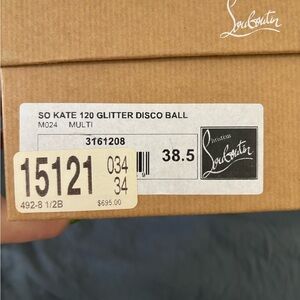 Louboutin
SO KATE 120 GLITTER DISCO BALL
M024 MULTI
3161208
38.5
Christian
Louboutin
15121 034
34
492-8 1/2B $695.00